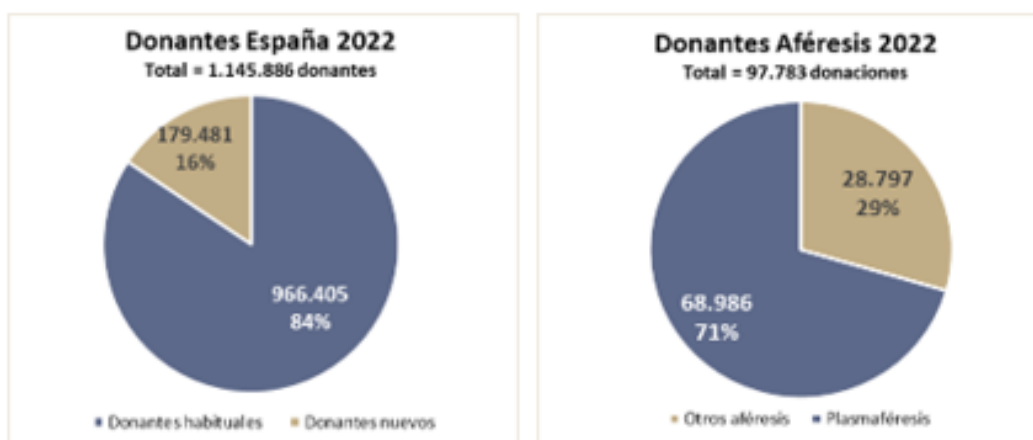 Donantes España 2022
Total = 1.145.886 donantes
179.481
16%
966.405
84%
Donantes habituales
Donantes nuevos
Donantes Aféresis 2022
Total = 97.783 donaciones
28.797
29%
68.986
71%
Otros aféresis
Plasmaféresis